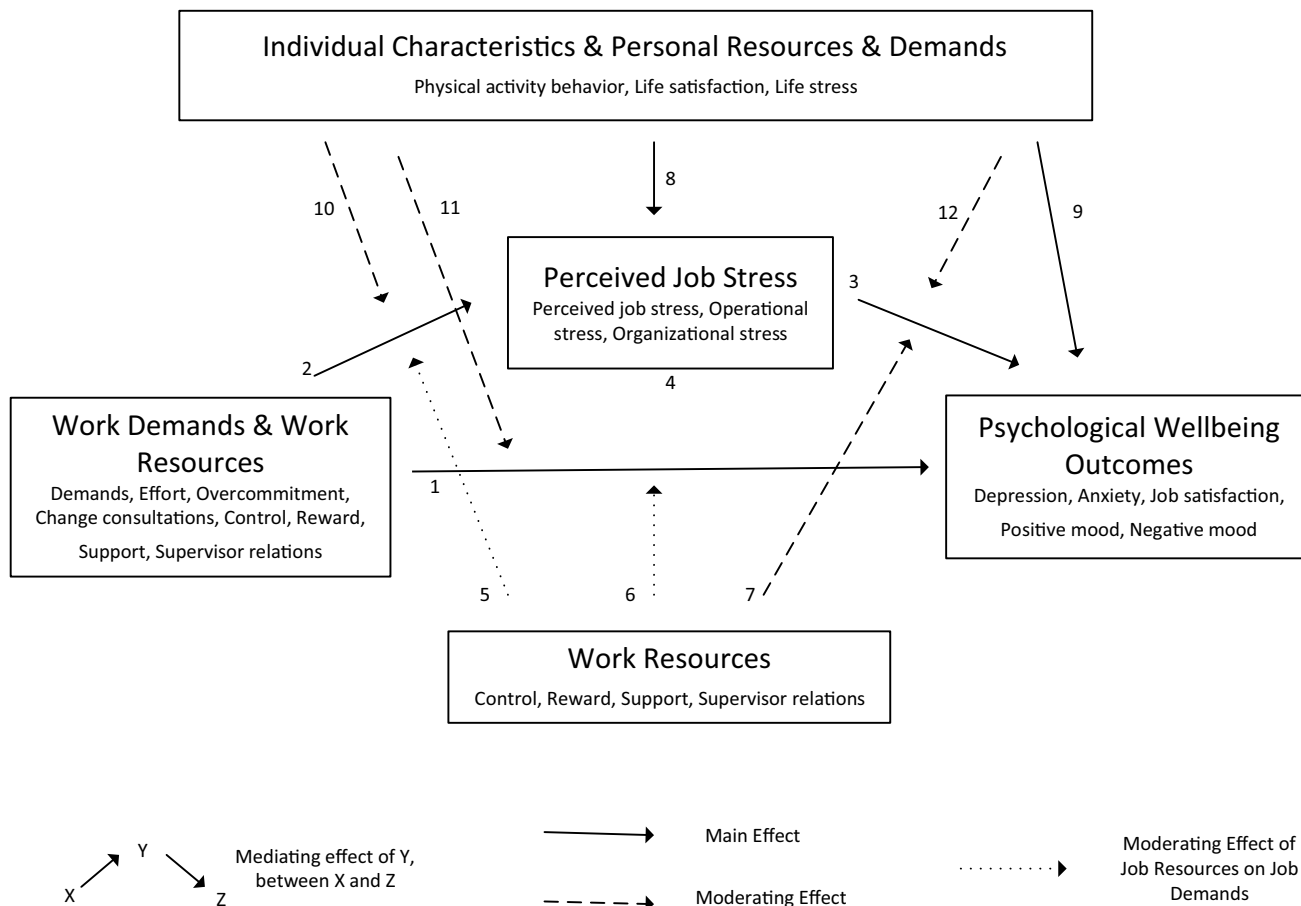 Individual Characteristics & Personal Resources & Demands
Physical activity behavior, Life satisfaction, Life stress
10
11
8
12
9
Perceived Job Stress
Perceived job stress, Operational
stress, Organizational stress
3
2
4
Work Demands & Work
Resources
Demands, Effort, Overcommitment,
Change consultations, Control, Reward,
Support, Supervisor relations
1
Psychological Wellbeing
Outcomes
Depression, Anxiety, Job satisfaction,
Positive mood, Negative mood
5
6
7
Work Resources
Control, Reward, Support, Supervisor relations
X
Y
Z
Mediating effect of Y,
between X and Z
Main Effect
Moderating Effect
Moderating Effect of
Job Resources on Job
Demands